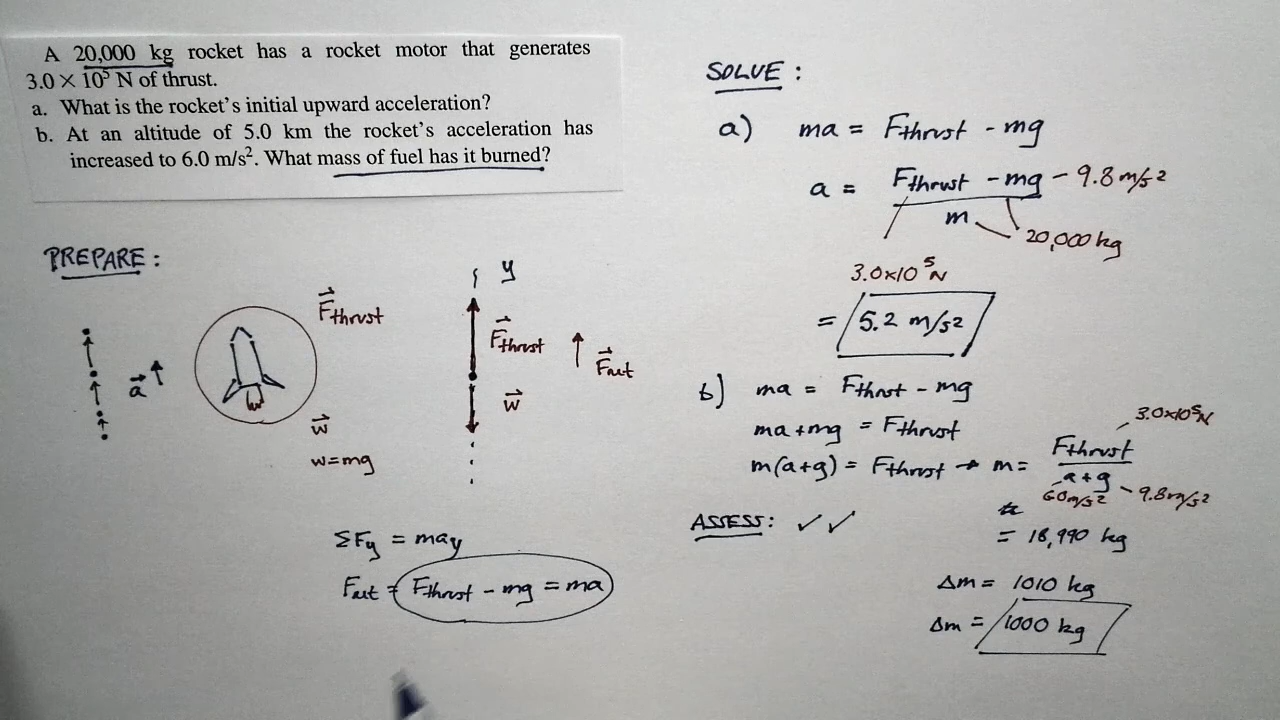 A 20,000 kg rocket has a rocket motor that generates
3.0 × 10⁵ N of thrust.
a. What is the rocket's initial upward acceleration?
b. At an altitude of 5.0 km the rocket's acceleration has
increased to 6.0 m/s². What mass of fuel has it burned?
PREPARE:
a⃗
F⃗thrust
w⃗
w=mg
y
F⃗thrust
w⃗
F⃗net
ΣFy = may
Fnet = Fthrust - mg = ma
SOLVE:
a) ma = Fthrust - mg
a = Fthrust - mg - 9.8 m/s²
m
20,000 kg
3.0×10⁵ N
= 5.2 m/s²
b) ma = Fthrust - mg
ma + mg = Fthrust
3.0×10⁵N
m(a+g) = Fthrust → m = Fthrust
a+g
6.0m/s² - 9.8m/s²
= 18,990 kg
Δm = 1010 kg
Δm = 1000 kg
ASSESS: ✓✓